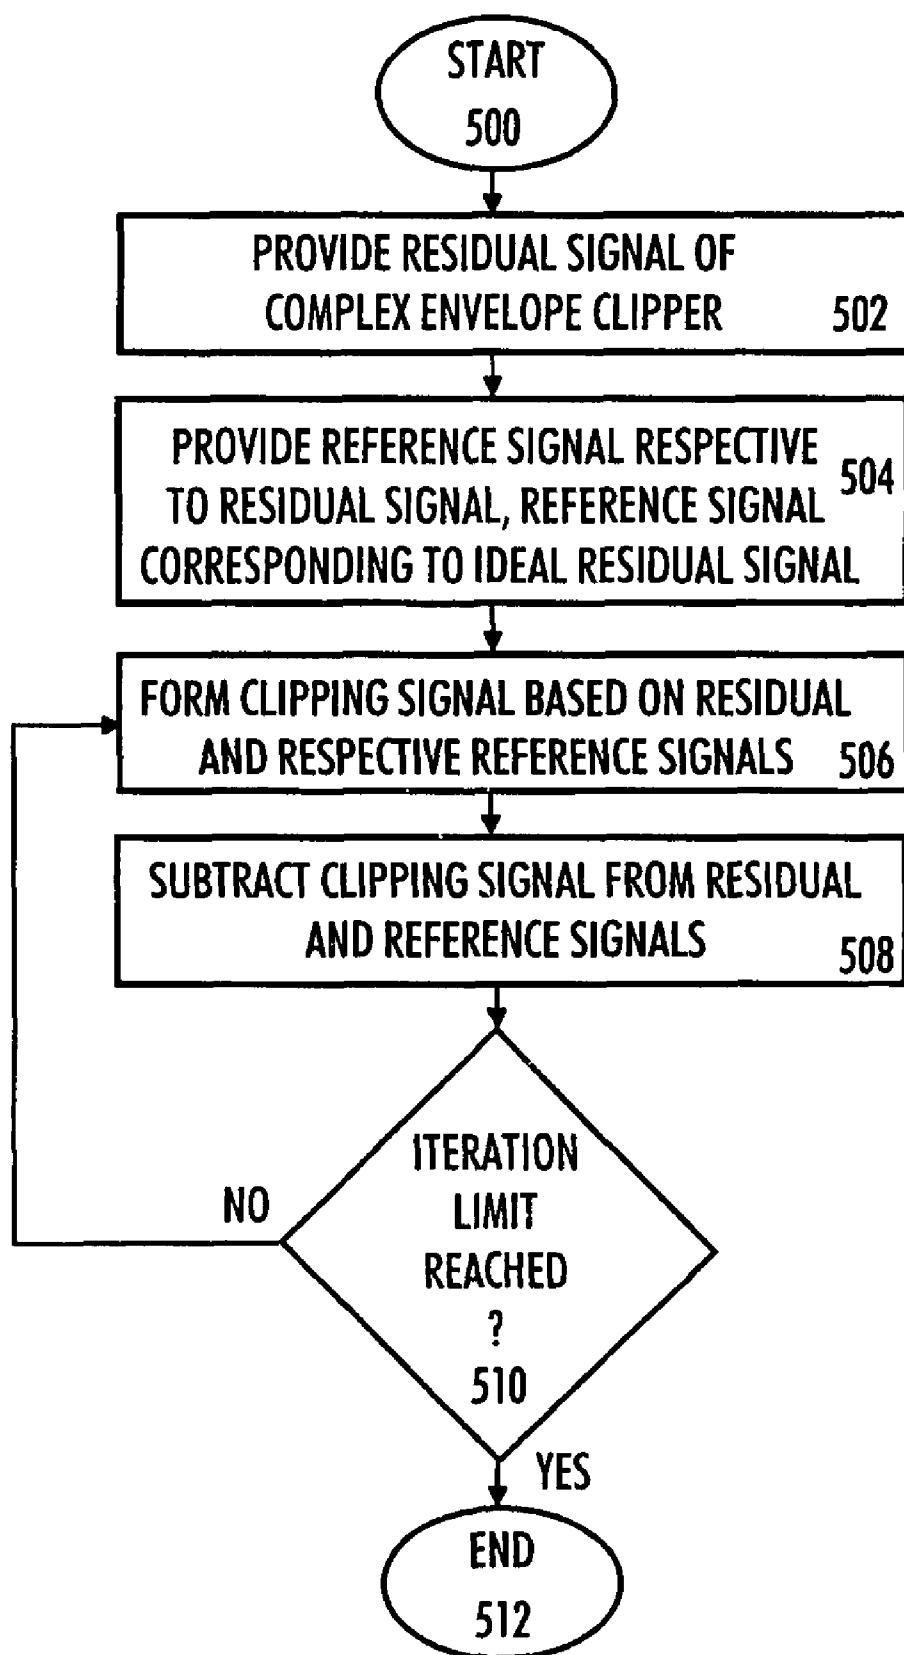 START
500
PROVIDE RESIDUAL SIGNAL OF
COMPLEX ENVELOPE CLIPPER 502
PROVIDE REFERENCE SIGNAL RESPECTIVE
504
TO RESIDUAL SIGNAL, REFERENCE SIGNAL
CORRESPONDING TO IDEAL RESIDUAL SIGNAL
FORM CLIPPING SIGNAL BASED ON RESIDUAL
AND RESPECTIVE REFERENCE SIGNALS 506
SUBTRACT CLIPPING SIGNAL FROM RESIDUAL
AND REFERENCE SIGNALS 508
ITERATION
LIMIT
REACHED
?
510
NO
YES
END
512